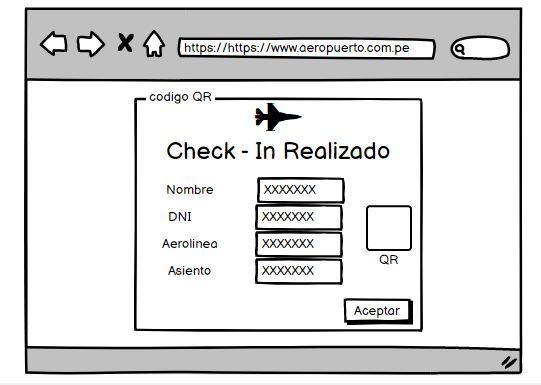 https://https://www.aeropuerto.com.pe
codigo QR
Check - In Realizado
Nombre XXXXXXX
DNI XXXXXXX
Aerolinea XXXXXXX
Asiento XXXXXXX
QR
Aceptar